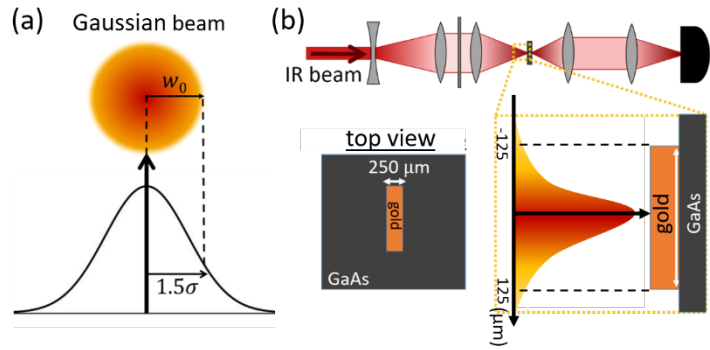 (a)
Gaussian beam
w₀
1.5σ
(b)
IR beam
top view
250 μm
gold
GaAs
-125
125 (μm)
gold
GaAs